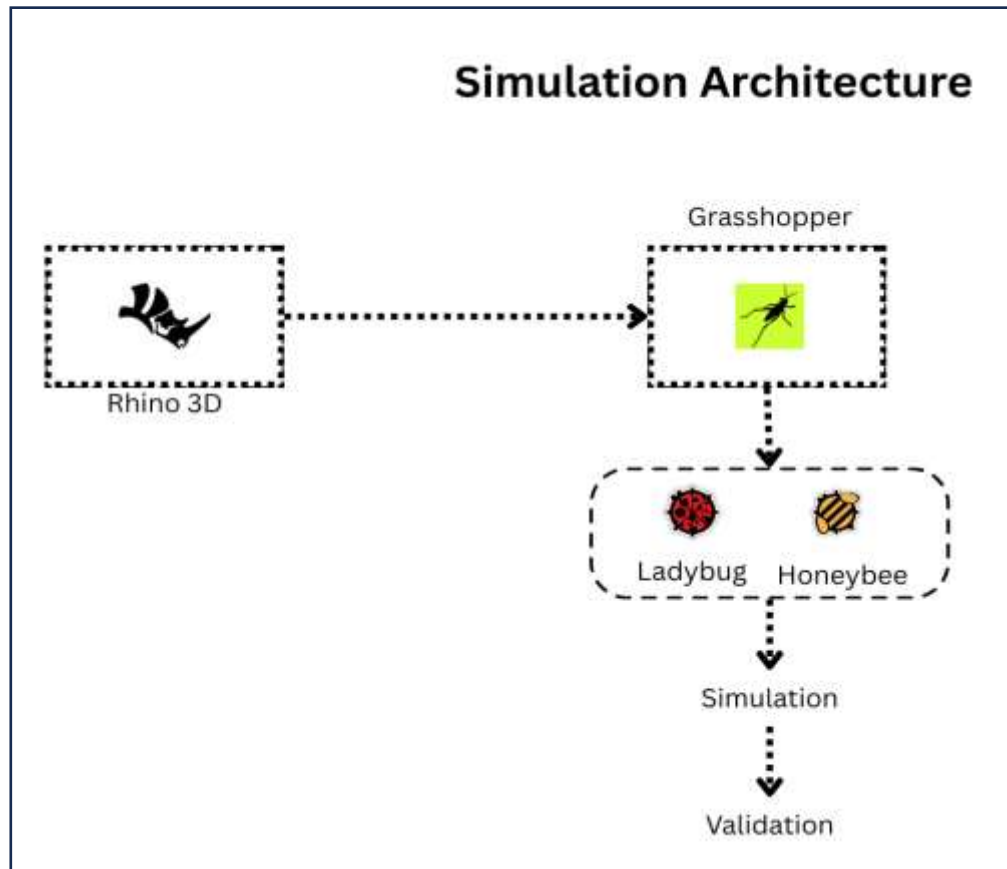 Simulation Architecture
Grasshopper
Rhino 3D
Ladybug
Honeybee
Simulation
Validation